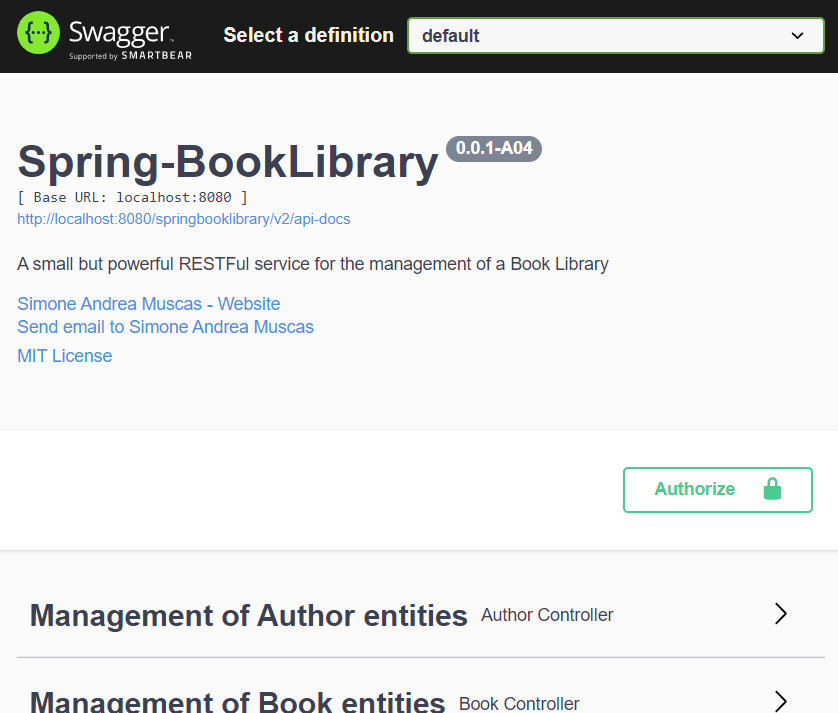 Swagger™
Supported by SMARTBEAR
Select a definition
default
Spring-BookLibrary 0.0.1-A04
[ Base URL: localhost:8080 ]
http://localhost:8080/springbooklibrary/v2/api-docs
A small but powerful RESTFul service for the management of a Book Library
Simone Andrea Muscas - Website
Send email to Simone Andrea Muscas
MIT License
Authorize
Management of Author entities Author Controller
Management of Book entities Book Controller